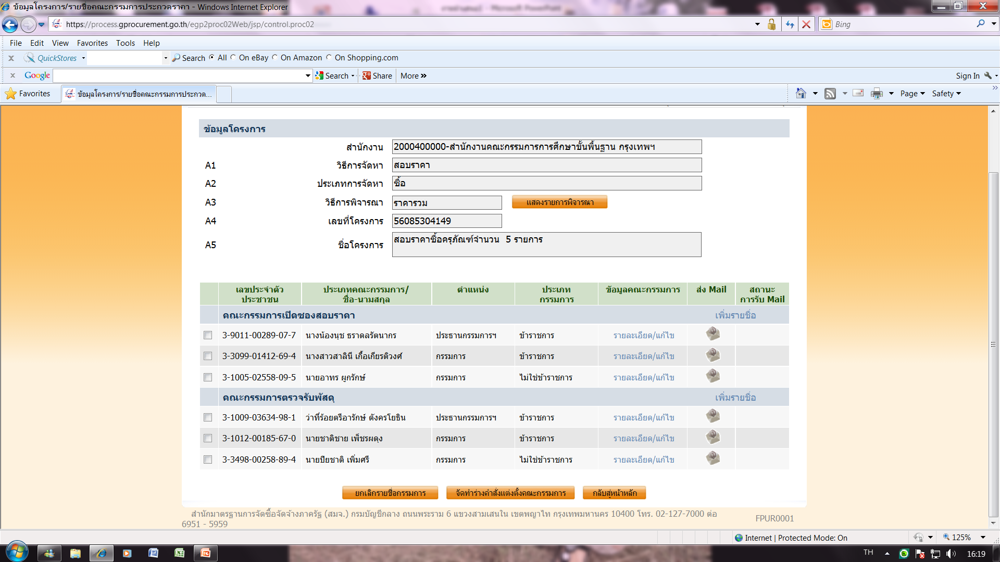 ข้อมูลโครงการ/รายชื่อคณะกรรมการประกวดราคา - Windows Internet Explorer
https://process.gprocurement.go.th/egp2proc02Web/jsp/control.proc02
Bing
File Edit View Favorites Tools Help
x QuickStores Search All On eBay On Amazon On Shopping.com
x Google Search Share More »
Sign In
Favorites ข้อมูลโครงการ/รายชื่อคณะกรรมการประกวด...
Page Safety »
ข้อมูลโครงการ
สำนักงาน 2000400000-สำนักงานคณะกรรมการการศึกษาขั้นพื้นฐาน กรุงเทพฯ
A1 วิธีการจัดหา สอบราคา
A2 ประเภทการจัดหา ซื้อ
A3 วิธีการพิจารณา ราคารวม แสดงรายการพิจารณา
A4 เลขที่โครงการ 56085304149
A5 ชื่อโครงการ สอบราคาซื้อครุภัณฑ์จำนวน 5 รายการ
เลขประจำตัว ประชาชน ประเภทคณะกรรมการ/ ชื่อ-นามสกุล ตำแหน่ง ประเภท กรรมการ ข้อมูลคณะกรรมการ ส่ง Mail สถานะ การรับ Mail
คณะกรรมการเปิดซองสอบราคา เพิ่มรายชื่อ
3-9011-00289-07-7 นางน้องนุช ธราดลรัตนากร ประธานกรรมการฯ ข้าราชการ รายละเอียด/แก้ไข
3-3099-01412-69-4 นางสาวสาลินี เกื้อเกียรติวงศ์ กรรมการ ข้าราชการ รายละเอียด/แก้ไข
3-1005-02558-09-5 นายอาทร ผูกรักษ์ กรรมการ ไม่ใช่ข้าราชการ รายละเอียด/แก้ไข
คณะกรรมการตรวจรับพัสดุ เพิ่มรายชื่อ
3-1009-03634-98-1 ว่าที่ร้อยตรีอารักษ์ ตังครโยธิน ประธานกรรมการฯ ข้าราชการ รายละเอียด/แก้ไข
3-1012-00185-67-0 นายชาติชาย เพ็ชรผดุง กรรมการ ข้าราชการ รายละเอียด/แก้ไข
3-3498-00258-89-4 นายปิยชาติ เพิ่มศรี กรรมการ ไม่ใช่ข้าราชการ รายละเอียด/แก้ไข
ยกเลิกรายชื่อกรรมการ จัดทำร่างคำสั่งแต่งตั้งคณะกรรมการ กลับสู่หน้าหลัก
สำนักมาตรฐานการจัดซื้อจัดจ้างภาครัฐ (สมจ.) กรมบัญชีกลาง ถนนพระราม 6 แขวงสามเสนใน เขตพญาไท กรุงเทพมหานคร 10400 โทร. 02-127-7000 ต่อ
6951 - 5959 FPUR0001
Internet | Protected Mode: On 125%
TH 16:19